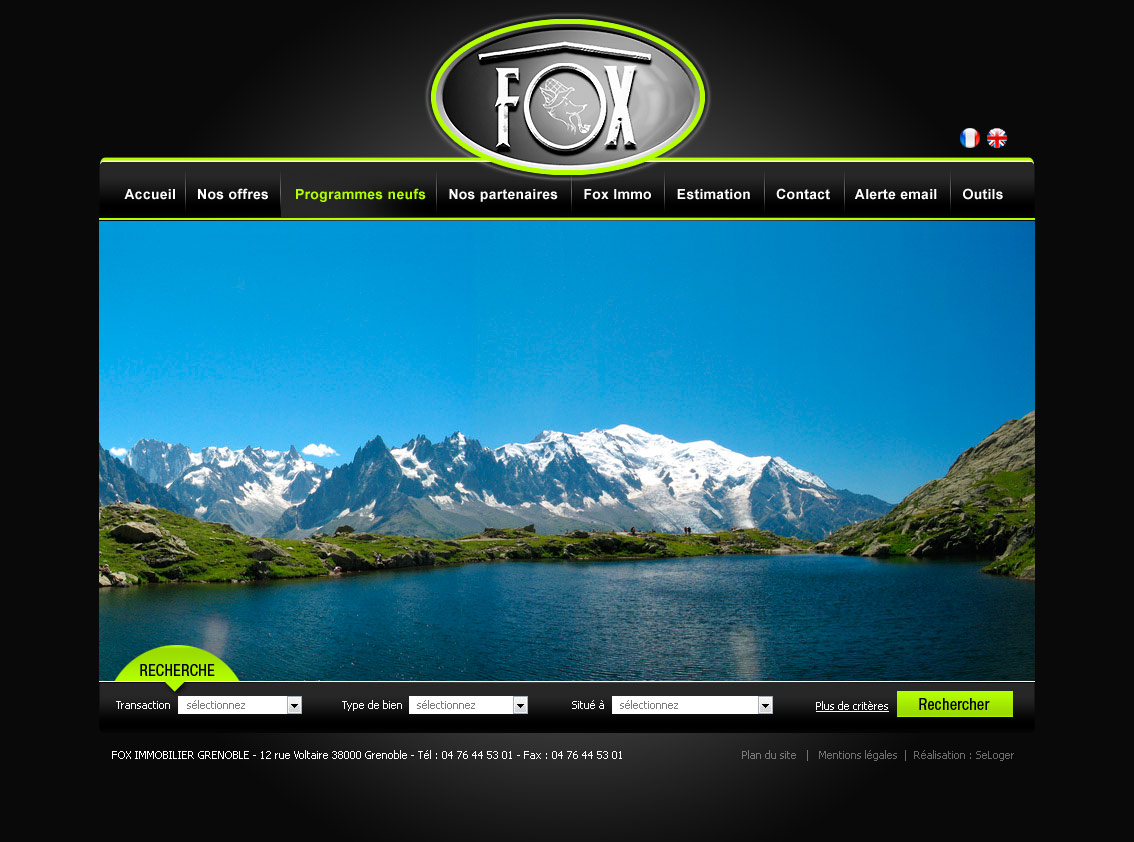 FOX
Accueil Nos offres Programmes neufs Nos partenaires Fox Immo Estimation Contact Alerte email Outils
RECHERCHE
Transaction sélectionnez Type de bien sélectionnez Situé à sélectionnez Plus de critères Rechercher
FOX IMMOBILIER GRENOBLE - 12 rue Voltaire 38000 Grenoble - Tél : 04 76 44 53 01 - Fax : 04 76 44 53 01 Plan du site | Mentions légales | Réalisation : SeLoger